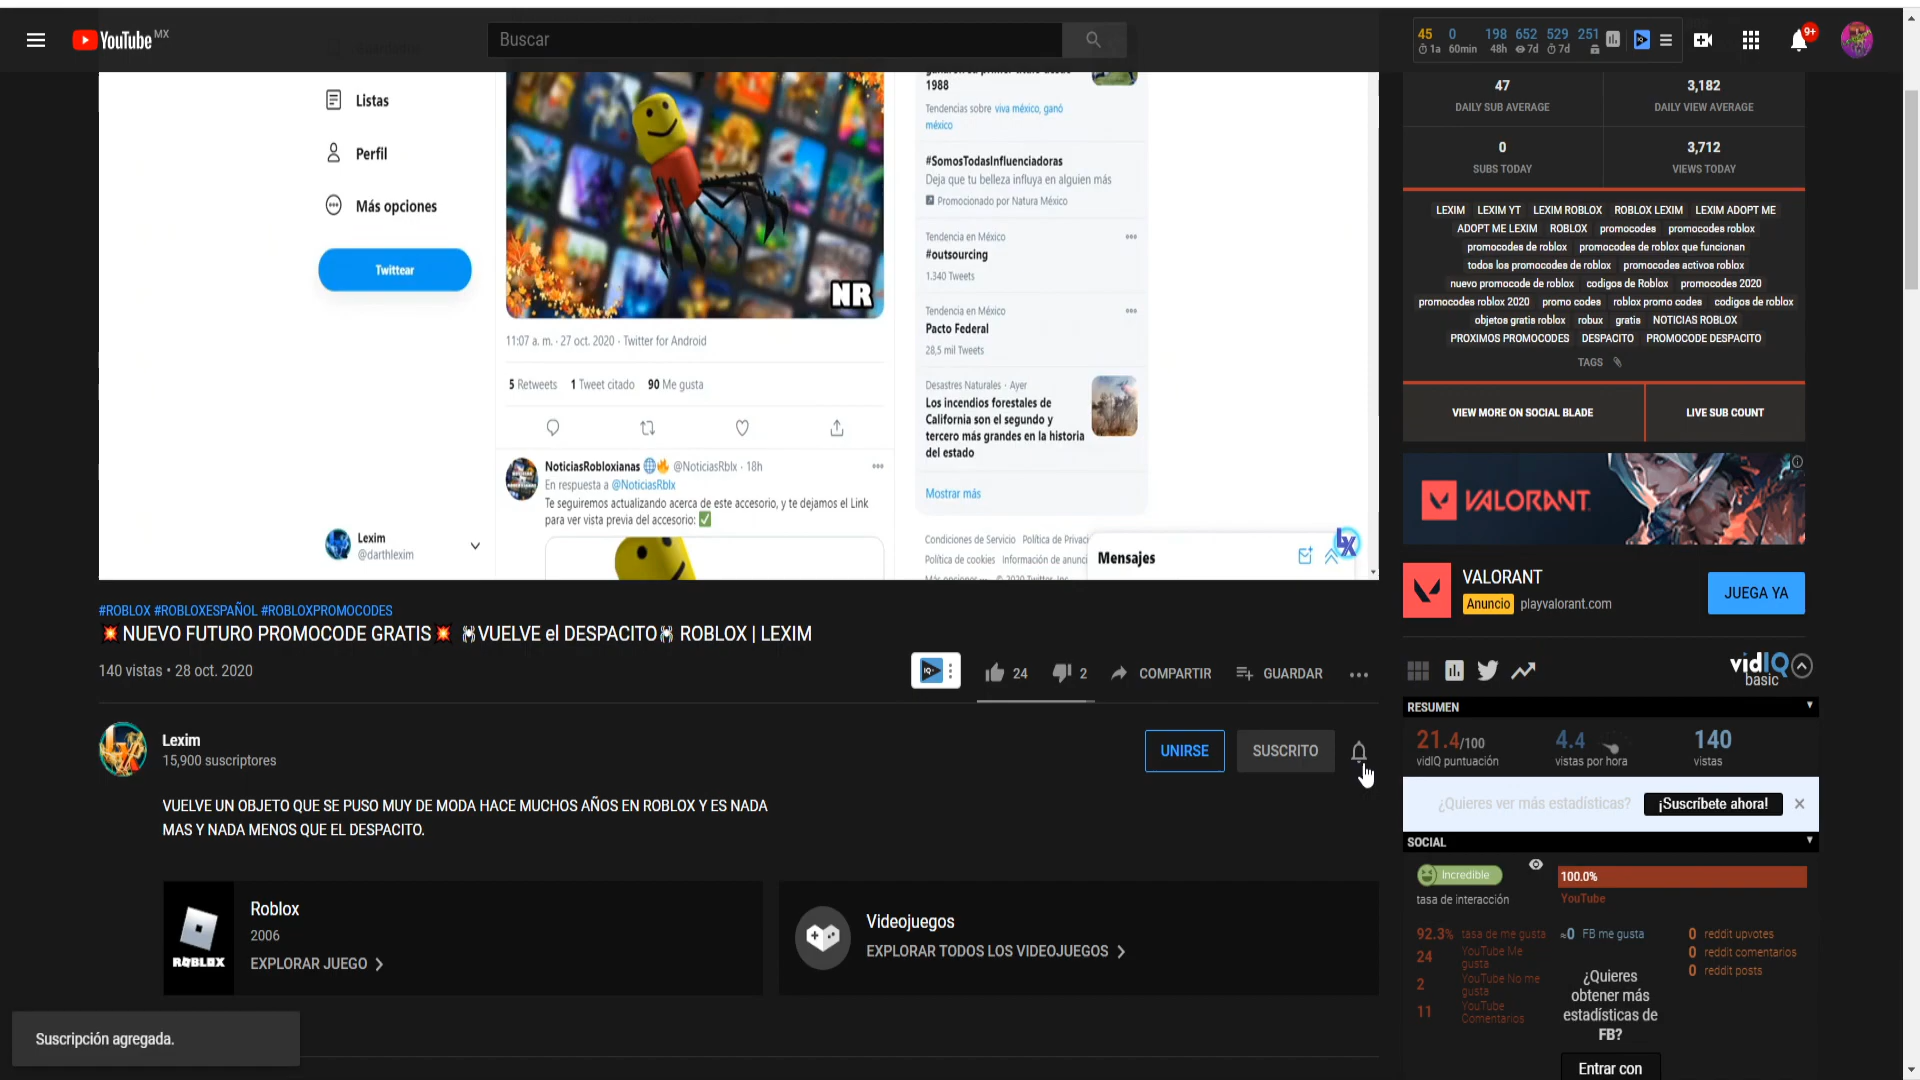 YouTube MX
Buscar
45 0 198 652 529 251
1a 60min 48h 7d 7d
9+
Listas
Perfil
Más opciones
Twittear
Lexim
@darthlexim
NR
11:07 a. m. · 27 oct. 2020 · Twitter for Android
5 Retweets 1 Tweet citado 90 Me gusta
NoticiasRobloxianas @NoticiasRblx · 18h
En respuesta a @NoticiasRblx
Te seguiremos actualizando acerca de este accesorio, y te dejamos el Link
para ver vista previa del accesorio: ✅
1988
Tendencias sobre viva méxico, ganó
méxico
#SomosTodasInfluenciadoras
Deja que tu belleza influya en alguien más
Promocionado por Natura México
Tendencia en México
#outsourcing
1.340 Tweets
Tendencia en México
Pacto Federal
28,5 mil Tweets
Desastres Naturales · Ayer
Los incendios forestales de
California son el segundo y
tercero más grandes en la historia
del estado
Mostrar más
Condiciones de Servicio Política de Privac
Política de cookies Información de anunci
Mensajes
LX
#ROBLOX #ROBLOXESPAÑOL #ROBLOXPROMOCODES
💥NUEVO FUTURO PROMOCODE GRATIS💥 🕷VUELVE el DESPACITO🕷 ROBLOX | LEXIM
140 vistas • 28 oct. 2020
24 2 COMPARTIR GUARDAR
Lexim
15,900 suscriptores
UNIRSE SUSCRITO
VUELVE UN OBJETO QUE SE PUSO MUY DE MODA HACE MUCHOS AÑOS EN ROBLOX Y ES NADA
MAS Y NADA MENOS QUE EL DESPACITO.
ROBLOX
Roblox
2006
EXPLORAR JUEGO
Videojuegos
EXPLORAR TODOS LOS VIDEOJUEGOS
Suscripción agregada.
47 3,182
DAILY SUB AVERAGE DAILY VIEW AVERAGE
0 3,712
SUBS TODAY VIEWS TODAY
LEXIM LEXIM YT LEXIM ROBLOX ROBLOX LEXIM LEXIM ADOPT ME
ADOPT ME LEXIM ROBLOX promocodes promocodes roblox
promocodes de roblox promocodes de roblox que funcionan
todos los promocodes de roblox promocodes activos roblox
nuevo promocode de roblox codigos de Roblox promocodes 2020
promocodes roblox 2020 promo codes roblox promo codes codigos de roblox
objetos gratis roblox robux gratis NOTICIAS ROBLOX
PROXIMOS PROMOCODES DESPACITO PROMOCODE DESPACITO
TAGS
VIEW MORE ON SOCIAL BLADE LIVE SUB COUNT
VALORANT
VALORANT
Anuncio playvalorant.com
JUEGA YA
vidIQ
basic
RESUMEN
21.4/100 4.4 140
vidIQ puntuación vistas por hora vistas
¿Quieres ver más estadísticas? ¡Suscríbete ahora!
SOCIAL
Incredible
tasa de interacción
100.0%
YouTube
92.3% tasa de me gusta
24 YouTube Me
gusta
2 YouTube No me
gusta
11 YouTube
Comentarios
≈0 FB me gusta
¿Quieres
obtener más
estadísticas de
FB?
Entrar con
0 reddit upvotes
0 reddit comentarios
0 reddit posts